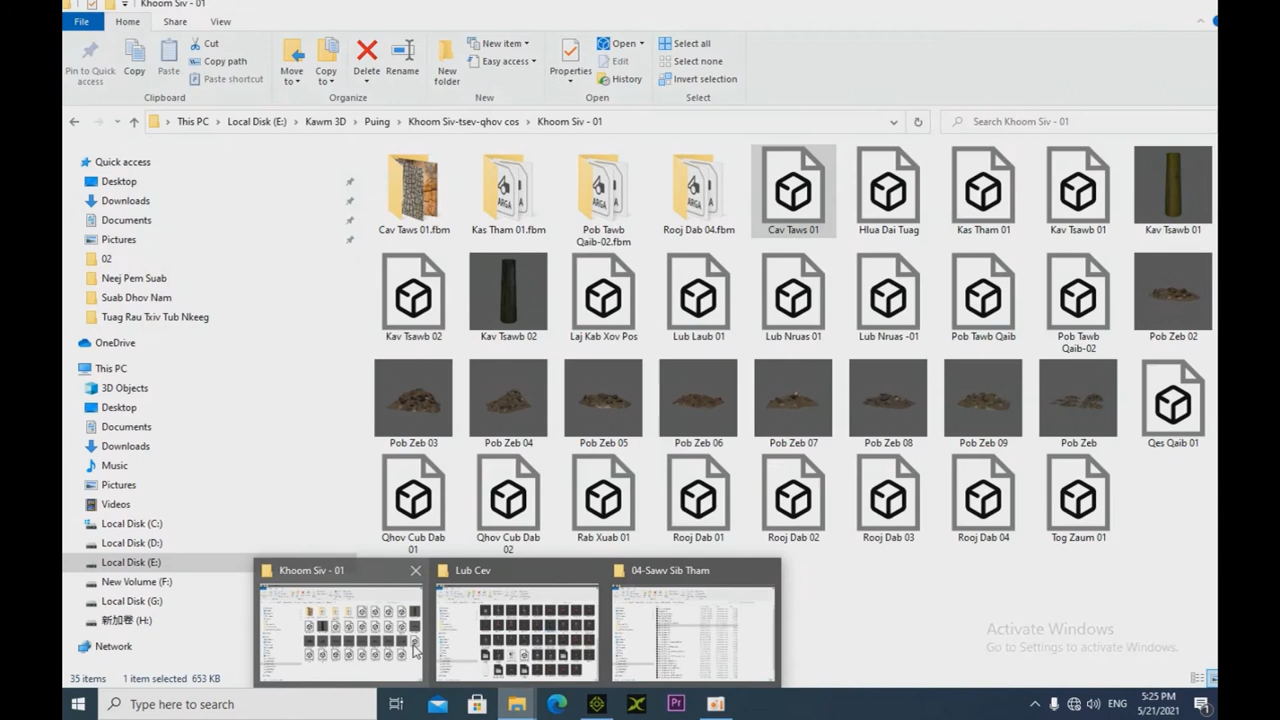 Khoom Siv - 01
File
Home
Share
View
Pin to Quick access
Copy
Paste
Cut
Copy path
Paste shortcut
Clipboard
Move to
Copy to
Delete
Rename
Organize
New folder
New item
Easy access
New
Properties
Open
Edit
History
Open
Select all
Select none
Invert selection
Select
This PC > Local Disk (E:) > Kawm 3D > Puing > Khoom Siv-tsev-qhov cos > Khoom Siv - 01
Search Khoom Siv - 01
Quick access
Desktop
Downloads
Documents
Pictures
02
Neej Pem Suab
Suab Dhov Nam
Tuag Rau Txiv Tub Nkeeg
OneDrive
This PC
3D Objects
Desktop
Documents
Downloads
Music
Pictures
Videos
Local Disk (C:)
Local Disk (D:)
Local Disk (E:)
New Volume (F:)
Local Disk (G:)
新加卷 (H:)
Network
ARGA
ARGA
ARGA
Cav Taws 01.fbm
Kas Tham 01.fbm
Pob Tawb Qaib-02.fbm
Rooj Dab 04.fbm
Cav Taws 01
Hlua Dai Tuag
Kas Tham 01
Kav Tsawb 01
Kav Tsawb 01
Kav Tsawb 02
Kav Tsawb 02
Laj Kab Xov Pos
Lub Laub 01
Lub Nruas 01
Lub Nruas -01
Pob Tawb Qaib
Pob Tawb Qaib-02
Pob Zeb 02
Pob Zeb 03
Pob Zeb 04
Pob Zeb 05
Pob Zeb 06
Pob Zeb 07
Pob Zeb 08
Pob Zeb 09
Pob Zeb
Qes Qaib 01
Qhov Cub Dab 01
Qhov Cub Dab 02
Rab Xuab 01
Rooj Dab 01
Rooj Dab 02
Rooj Dab 03
Rooj Dab 04
Tog Zaum 01
Khoom Siv - 01
Lub Cev
04-Sawv Sib Tham
Activate Windows
Go to Settings to activate Windows.
35 items
1 item selected 653 KB
Type here to search
Pr
ENG
5:25 PM
5/21/2021
1